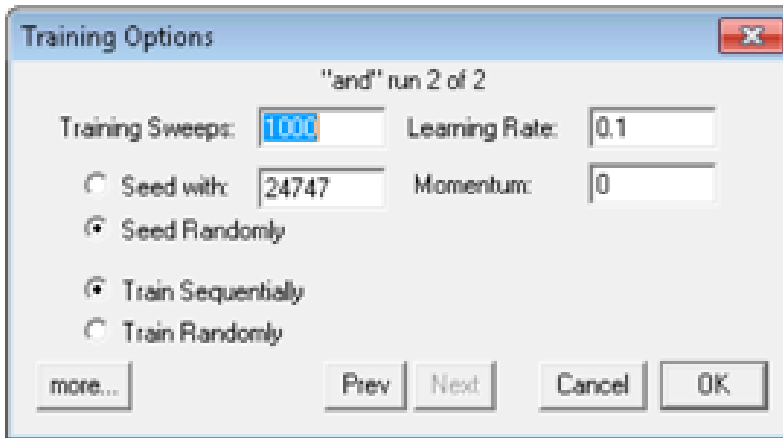 Training Options
"and" run 2 of 2
Training Sweeps: 1000 Learning Rate: 0.1
Seed with: 24747 Momentum: 0
Seed Randomly
Train Sequentially
Train Randomly
more... Prev Next Cancel OK